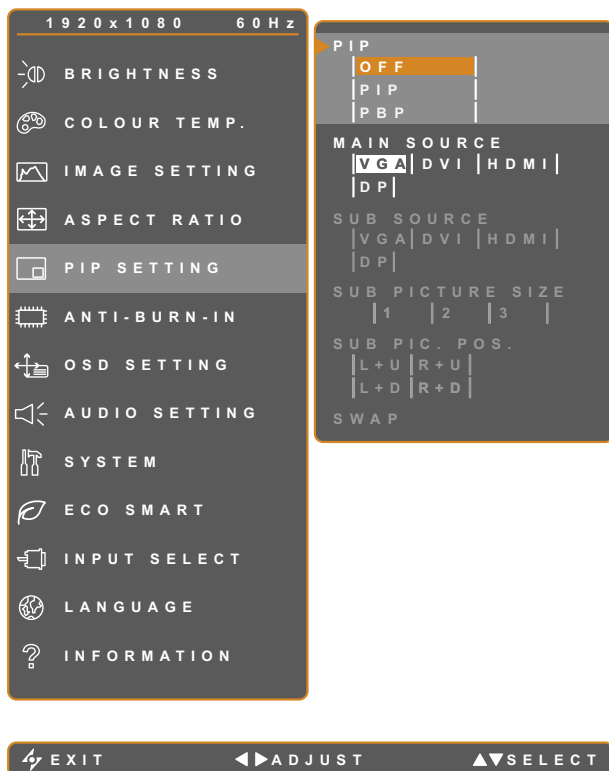 1920x1080 60Hz
BRIGHTNESS
COLOUR TEMP.
IMAGE SETTING
ASPECT RATIO
PIP SETTING
ANTI-BURN-IN
OSD SETTING
AUDIO SETTING
SYSTEM
ECO SMART
INPUT SELECT
LANGUAGE
INFORMATION
PIP
OFF
PIP
PBP
MAIN SOURCE
VGA DVI HDMI
DP
SUB SOURCE
VGA DVI HDMI
DP
SUB PICTURE SIZE
1 2 3
SUB PIC. POS.
L+U R+U
L+D R+D
SWAP
EXIT ADJUST SELECT